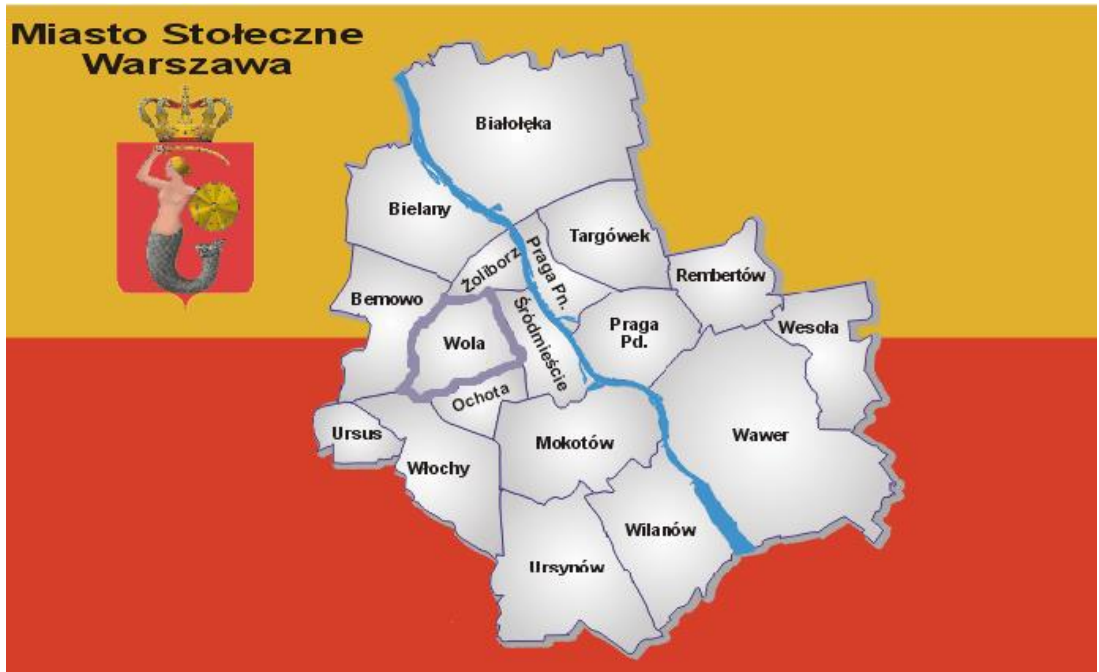 Miasto Stołeczne
Warszawa
Białołęka
Bielany
Targówek
Praga Pn.
Żoliborz
Rembertów
Bemowo
Wola
Śródmieście
Praga
Pd.
Wesoła
Ochota
Ursus
Włochy
Mokotów
Wawer
Wilanów
Ursynów